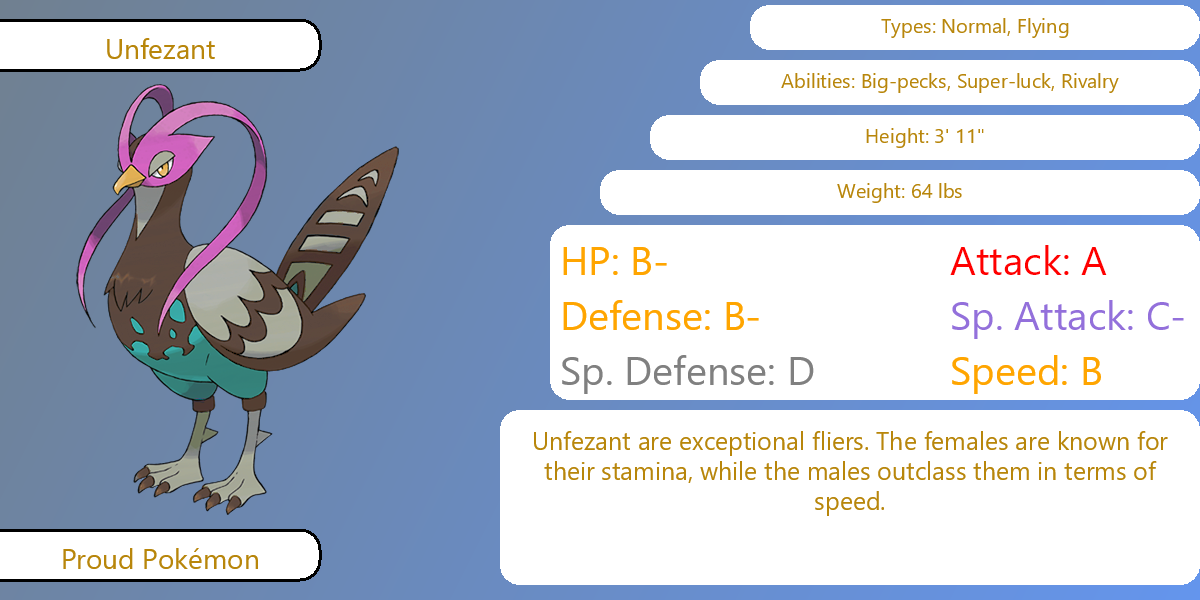 Unfezant
Types: Normal, Flying
Abilities: Big-pecks, Super-luck, Rivalry
Height: 3' 11"
Weight: 64 lbs
HP: B-
Attack: A
Defense: B-
Sp. Attack: C-
Sp. Defense: D
Speed: B
Unfezant are exceptional fliers. The females are known for
their stamina, while the males outclass them in terms of
speed.
Proud Pokémon